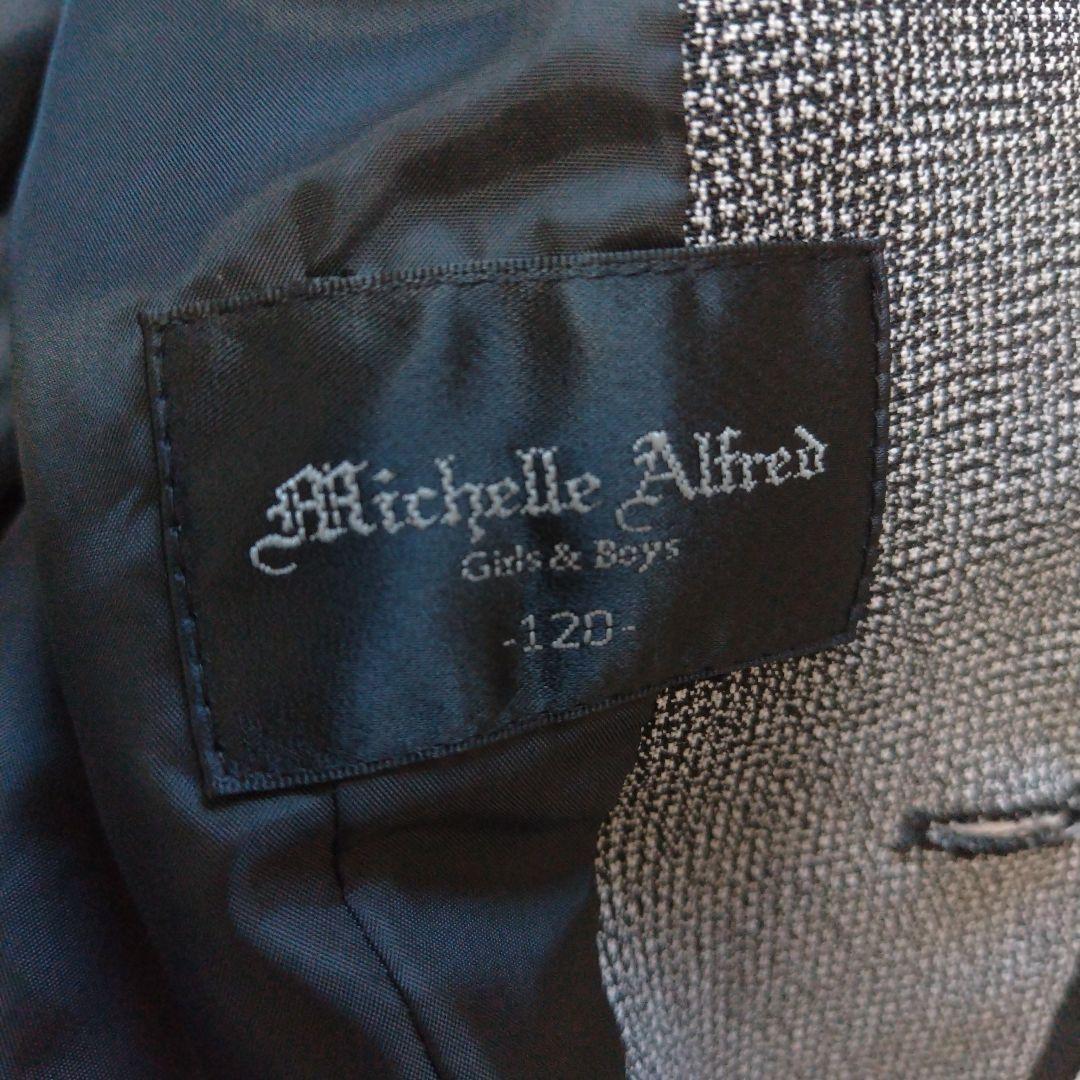 Michelle Alfred
Girls & Boys
-120-